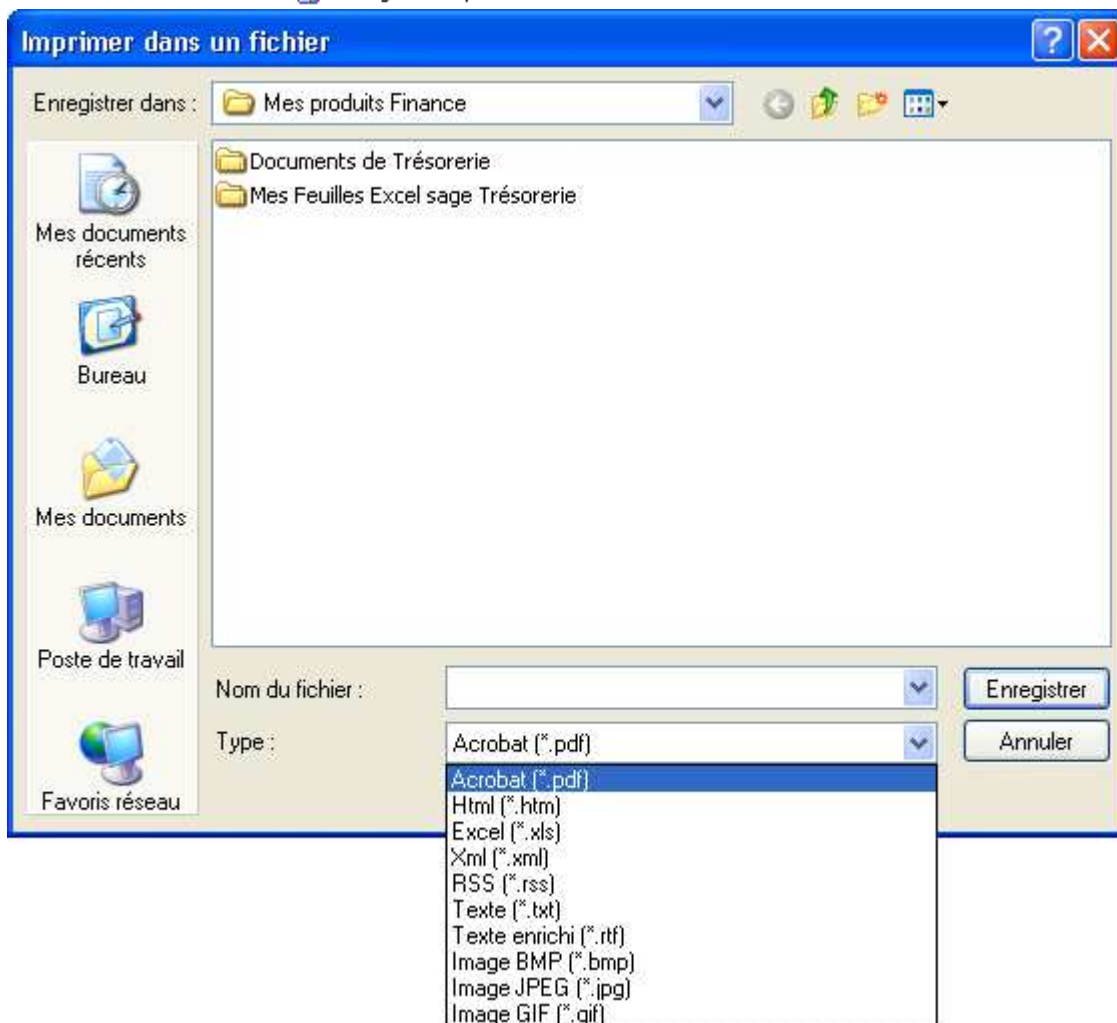 Imprimer dans un fichier
Enregistrer dans :
Mes produits Finance
Documents de Trésorerie
Mes Feuilles Excel sage Trésorerie
Mes documents
récents
Bureau
Mes documents
Poste de travail
Favoris réseau
Nom du fichier :
Enregistrer
Type :
Acrobat (*.pdf)
Annuler
Acrobat (*.pdf)
Html (*.htm)
Excel (*.xls)
Xml (*.xml)
RSS (*.rss)
Texte (*.txt)
Texte enrichi (*.rtf)
Image BMP (*.bmp)
Image JPEG (*.jpg)
Image GIF (*.gif)